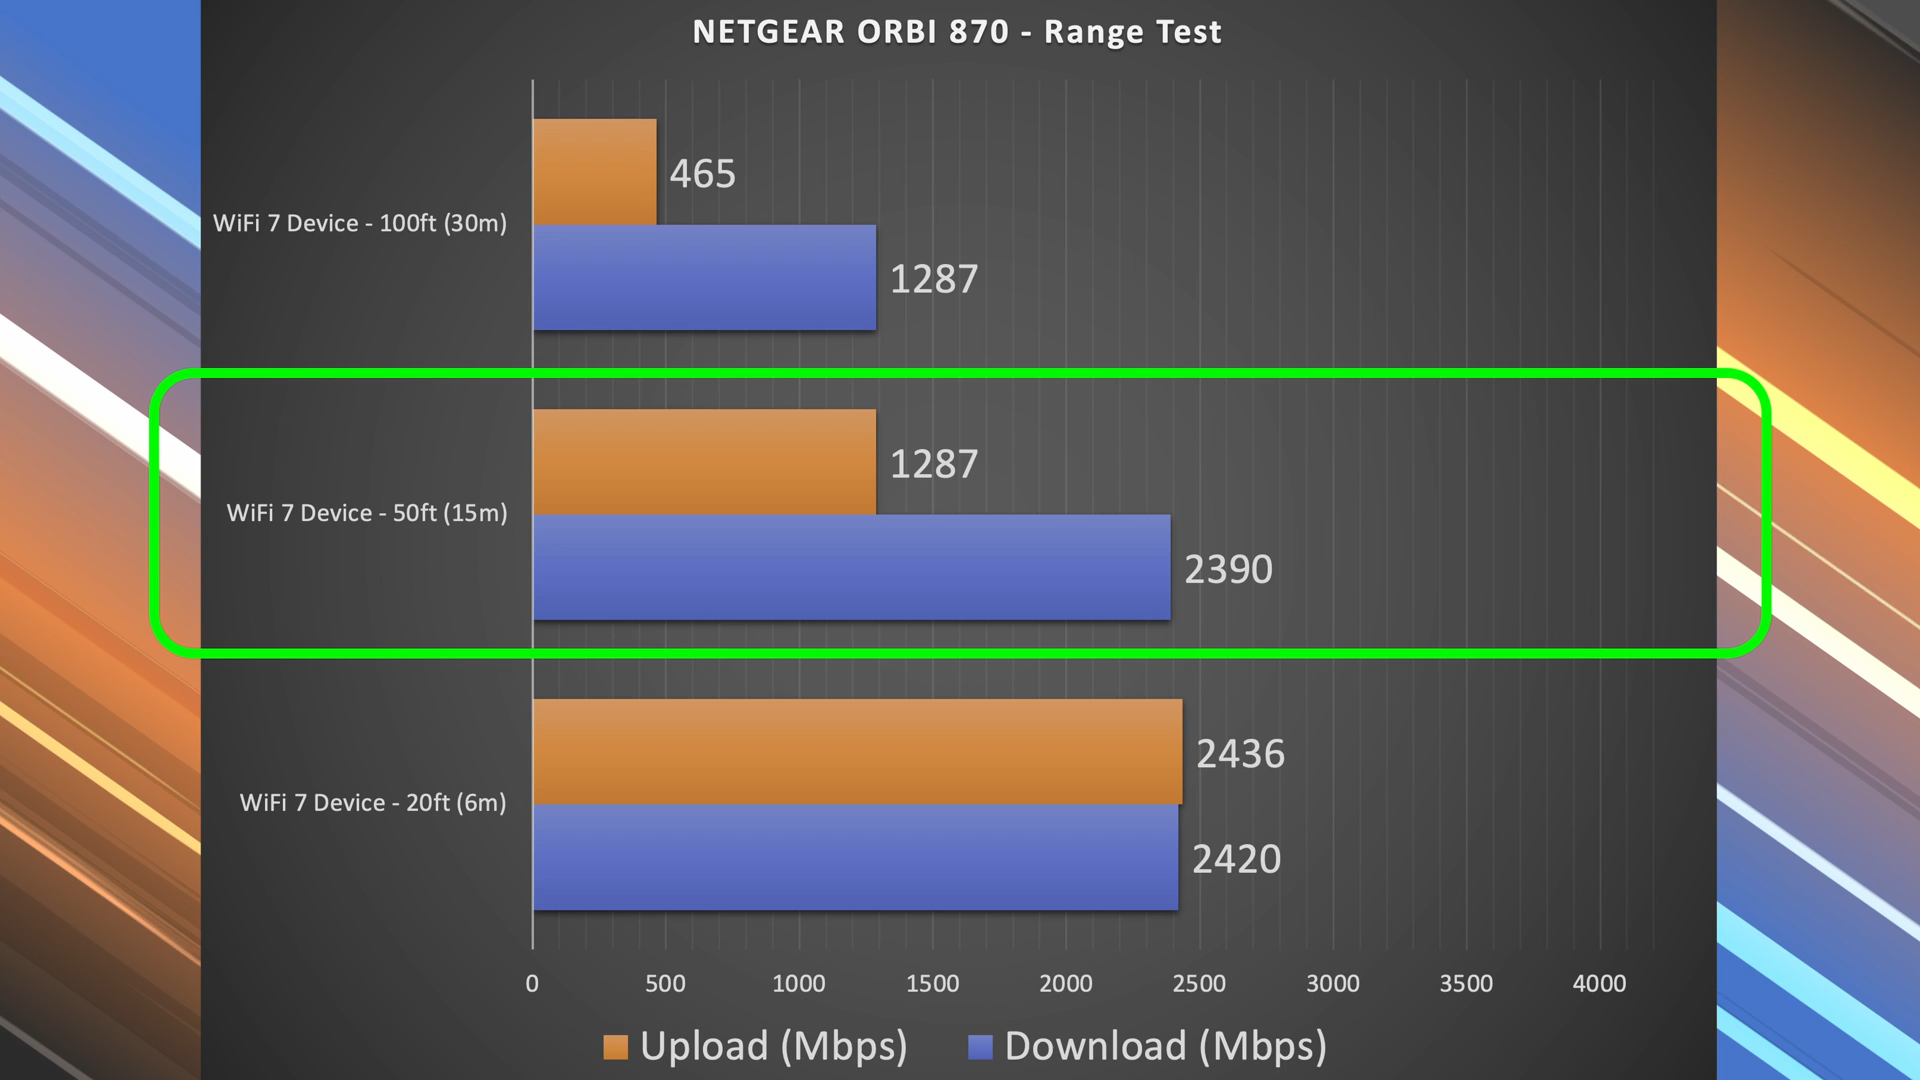 NETGEAR ORBI 870 - Range Test
465
WiFi 7 Device - 100ft (30m)
1287
1287
WiFi 7 Device - 50ft (15m)
2390
2436
WiFi 7 Device - 20ft (6m)
2420
0 500 1000 1500 2000 2500 3000 3500 4000
Upload (Mbps) Download (Mbps)